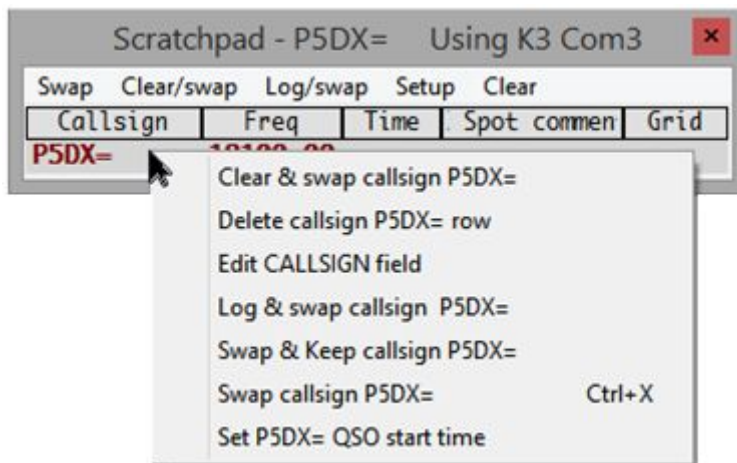 Scratchpad - P5DX= Using K3 Com3
Swap Clear/swap Log/swap Setup Clear
Callsign Freq Time Spot commen Grid
P5DX= 18100.00
Clear & swap callsign P5DX=
Delete callsign P5DX= row
Edit CALLSIGN field
Log & swap callsign P5DX=
Swap & Keep callsign P5DX=
Swap callsign P5DX= Ctrl+X
Set P5DX= QSO start time